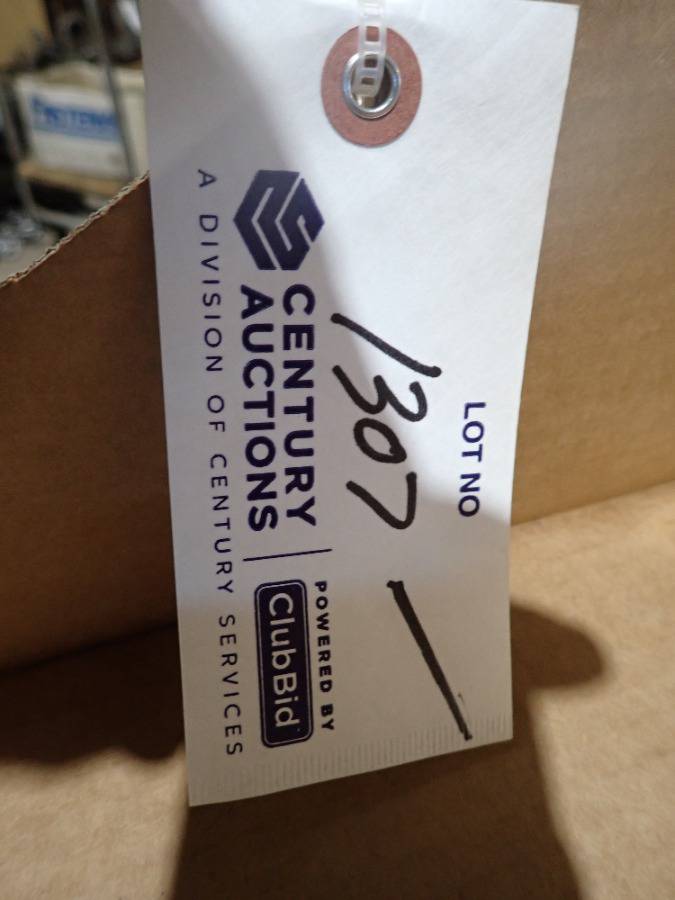 LOT NO
1307 /
CENTURY
AUCTIONS
POWERED BY
ClubBid
A DIVISION OF CENTURY SERVICES